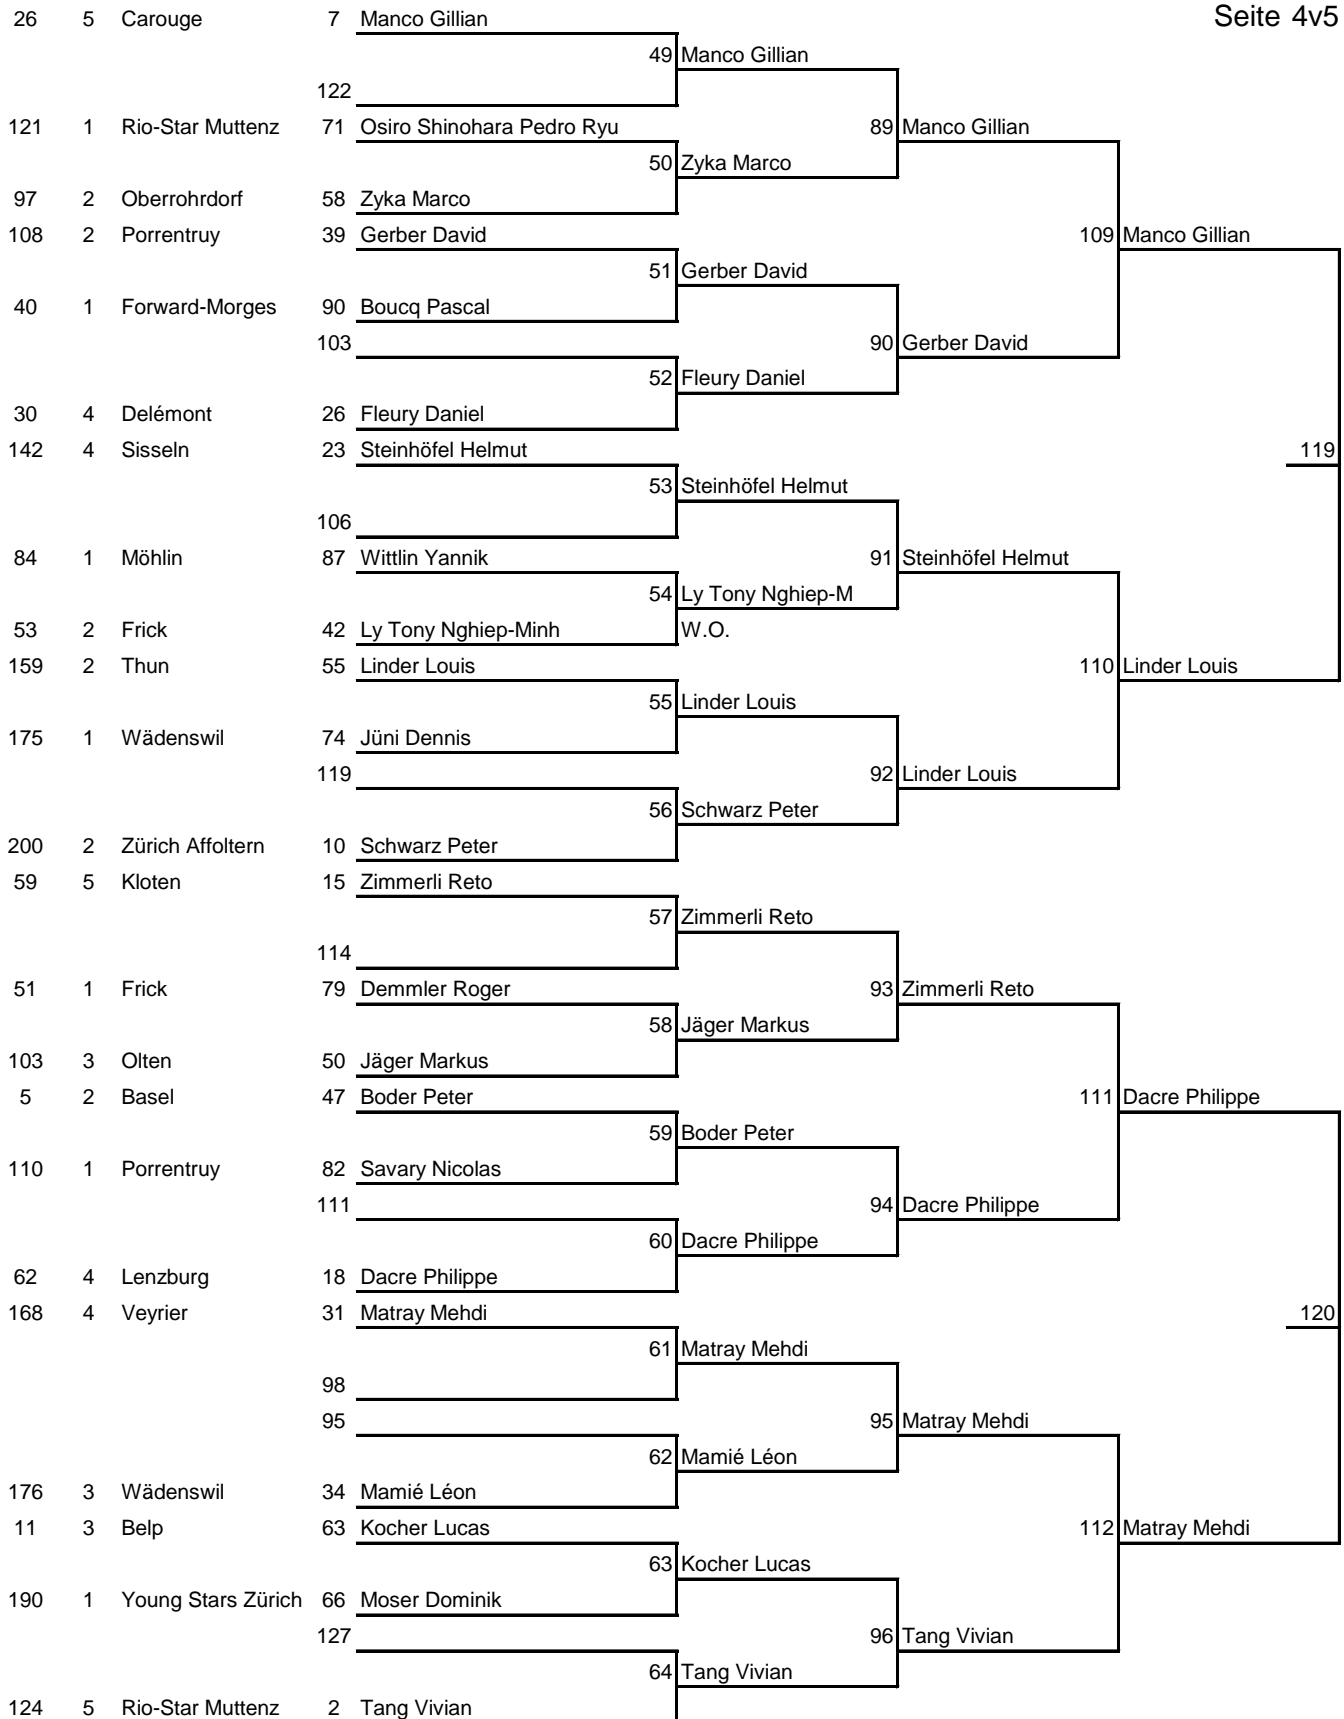 26 5 Carouge 7 Manco Gillian Seite 4v5
49 Manco Gillian
122
121 1 Rio-Star Muttenz 71 Osiro Shinohara Pedro Ryu 89 Manco Gillian
50 Zyka Marco
97 2 Oberrohrdorf 58 Zyka Marco
108 2 Porrentruy 39 Gerber David 109 Manco Gillian
51 Gerber David
40 1 Forward-Morges 90 Boucq Pascal
103 90 Gerber David
52 Fleury Daniel
30 4 Delémont 26 Fleury Daniel
142 4 Sisseln 23 Steinhöfel Helmut 119
53 Steinhöfel Helmut
106
84 1 Möhlin 87 Wittlin Yannik 91 Steinhöfel Helmut
54 Ly Tony Nghiep-M
53 2 Frick 42 Ly Tony Nghiep-Minh W.O.
159 2 Thun 55 Linder Louis 110 Linder Louis
55 Linder Louis
175 1 Wädenswil 74 Jüni Dennis
119 92 Linder Louis
56 Schwarz Peter
200 2 Zürich Affoltern 10 Schwarz Peter
59 5 Kloten 15 Zimmerli Reto
57 Zimmerli Reto
114
51 1 Frick 79 Demmler Roger 93 Zimmerli Reto
58 Jäger Markus
103 3 Olten 50 Jäger Markus
5 2 Basel 47 Boder Peter 111 Dacre Philippe
59 Boder Peter
110 1 Porrentruy 82 Savary Nicolas
111 94 Dacre Philippe
60 Dacre Philippe
62 4 Lenzburg 18 Dacre Philippe
168 4 Veyrier 31 Matray Mehdi 120
61 Matray Mehdi
98
95 95 Matray Mehdi
62 Mamié Léon
176 3 Wädenswil 34 Mamié Léon
11 3 Belp 63 Kocher Lucas 112 Matray Mehdi
63 Kocher Lucas
190 1 Young Stars Zürich 66 Moser Dominik
127 96 Tang Vivian
64 Tang Vivian
124 5 Rio-Star Muttenz 2 Tang Vivian